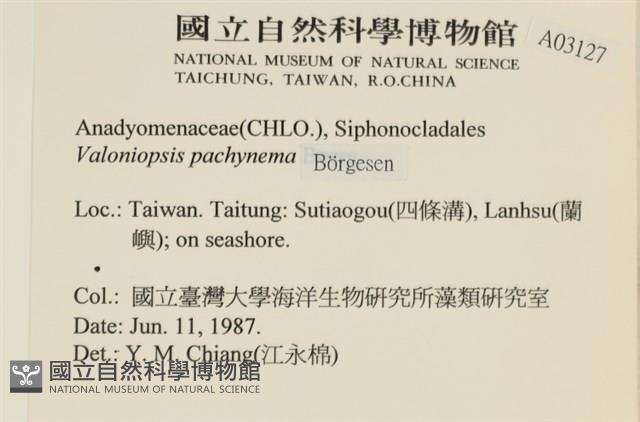 國立自然科學博物館
A03127
NATIONAL MUSEUM OF NATURAL SCIENCE
TAICHUNG, TAIWAN, R.O.CHINA
Anadyomenaceae(CHLO.), Siphonocladales
Valoniopsis pachynema Börgesen
Loc.: Taiwan. Taitung: Sutiaogou(四條溝), Lanhsu(蘭
嶼); on seashore.
Col.: 國立臺灣大學海洋生物研究所藻類研究室
Date: Jun. 11, 1987.
Det.: Y. M. Chiang(江永棉)
國立自然科學博物館
NATIONAL MUSEUM OF NATURAL SCIENCE